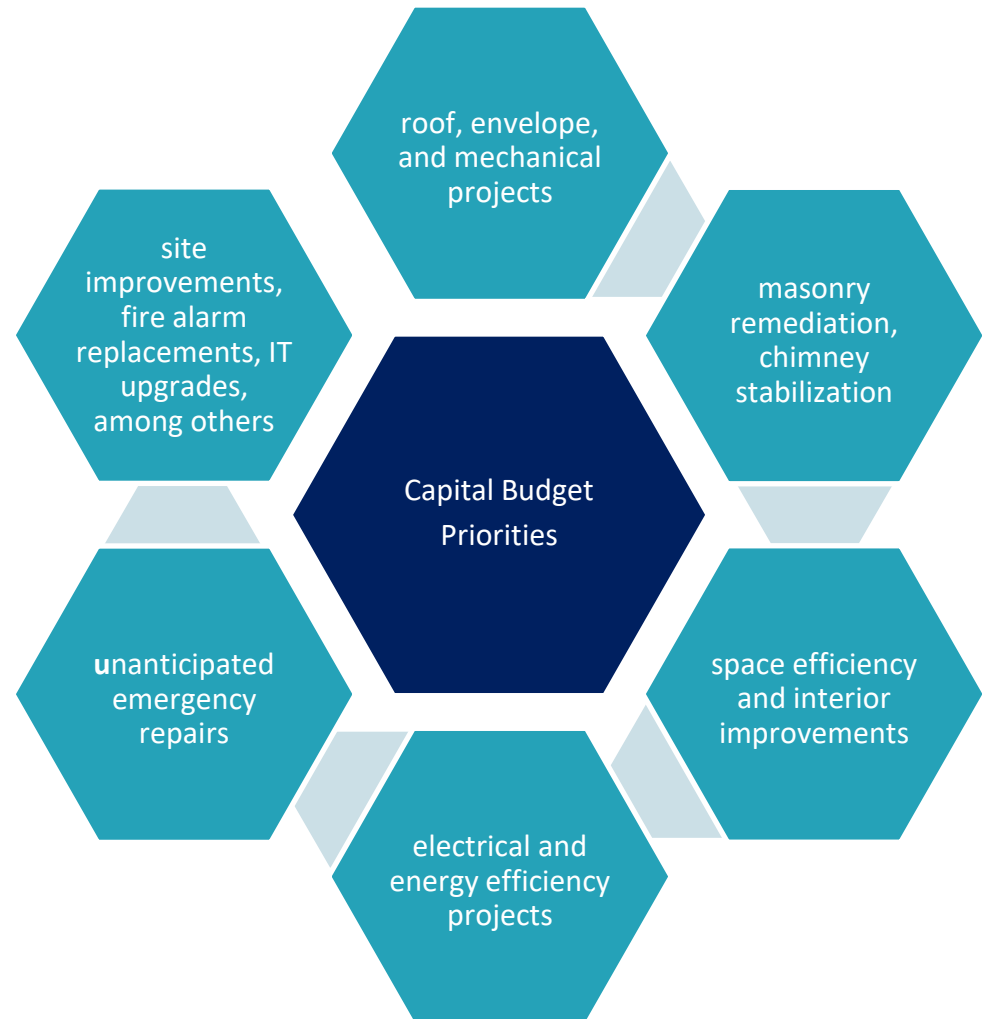 roof, envelope,
and mechanical
projects
masonry
remediation,
chimney
stabilization
space efficiency
and interior
improvements
electrical and
energy efficiency
projects
unanticipated
emergency
repairs
site
improvements,
fire alarm
replacements, IT
upgrades,
among others
Capital Budget
Priorities